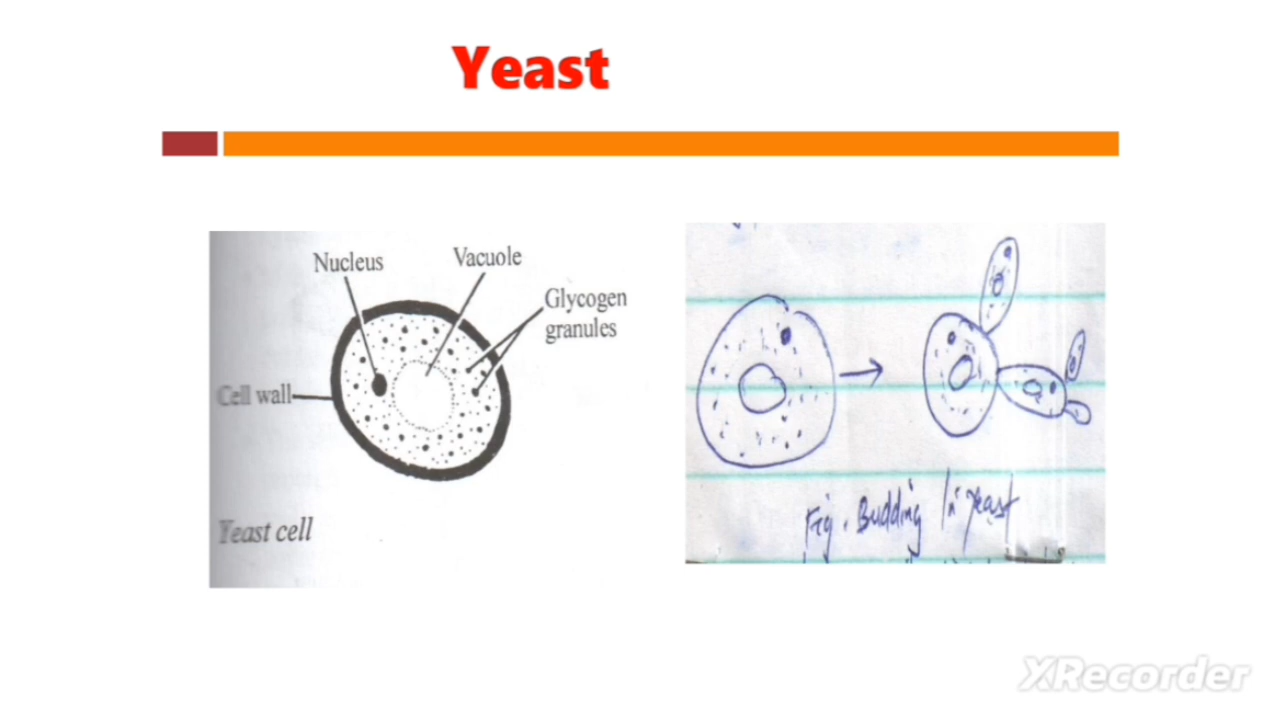 Yeast
Nucleus
Vacuole
Glycogen
granules
Cell wall
Yeast cell
Fig. Budding In yeast
XRecorder